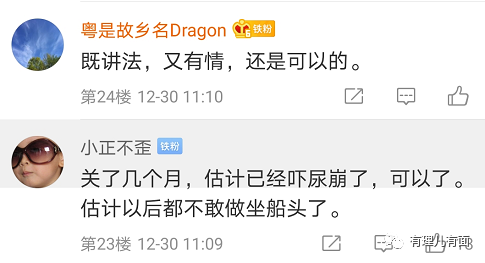 粤是故乡名Dragon 铁粉
既讲法，又有情，还是可以的。
第24楼 12-30 11:10
小正不歪 铁粉
关了几个月，估计已经吓尿崩了，可以了。
估计以后都不敢做坐船头了。
第23楼 12-30 11:09
有理儿有面